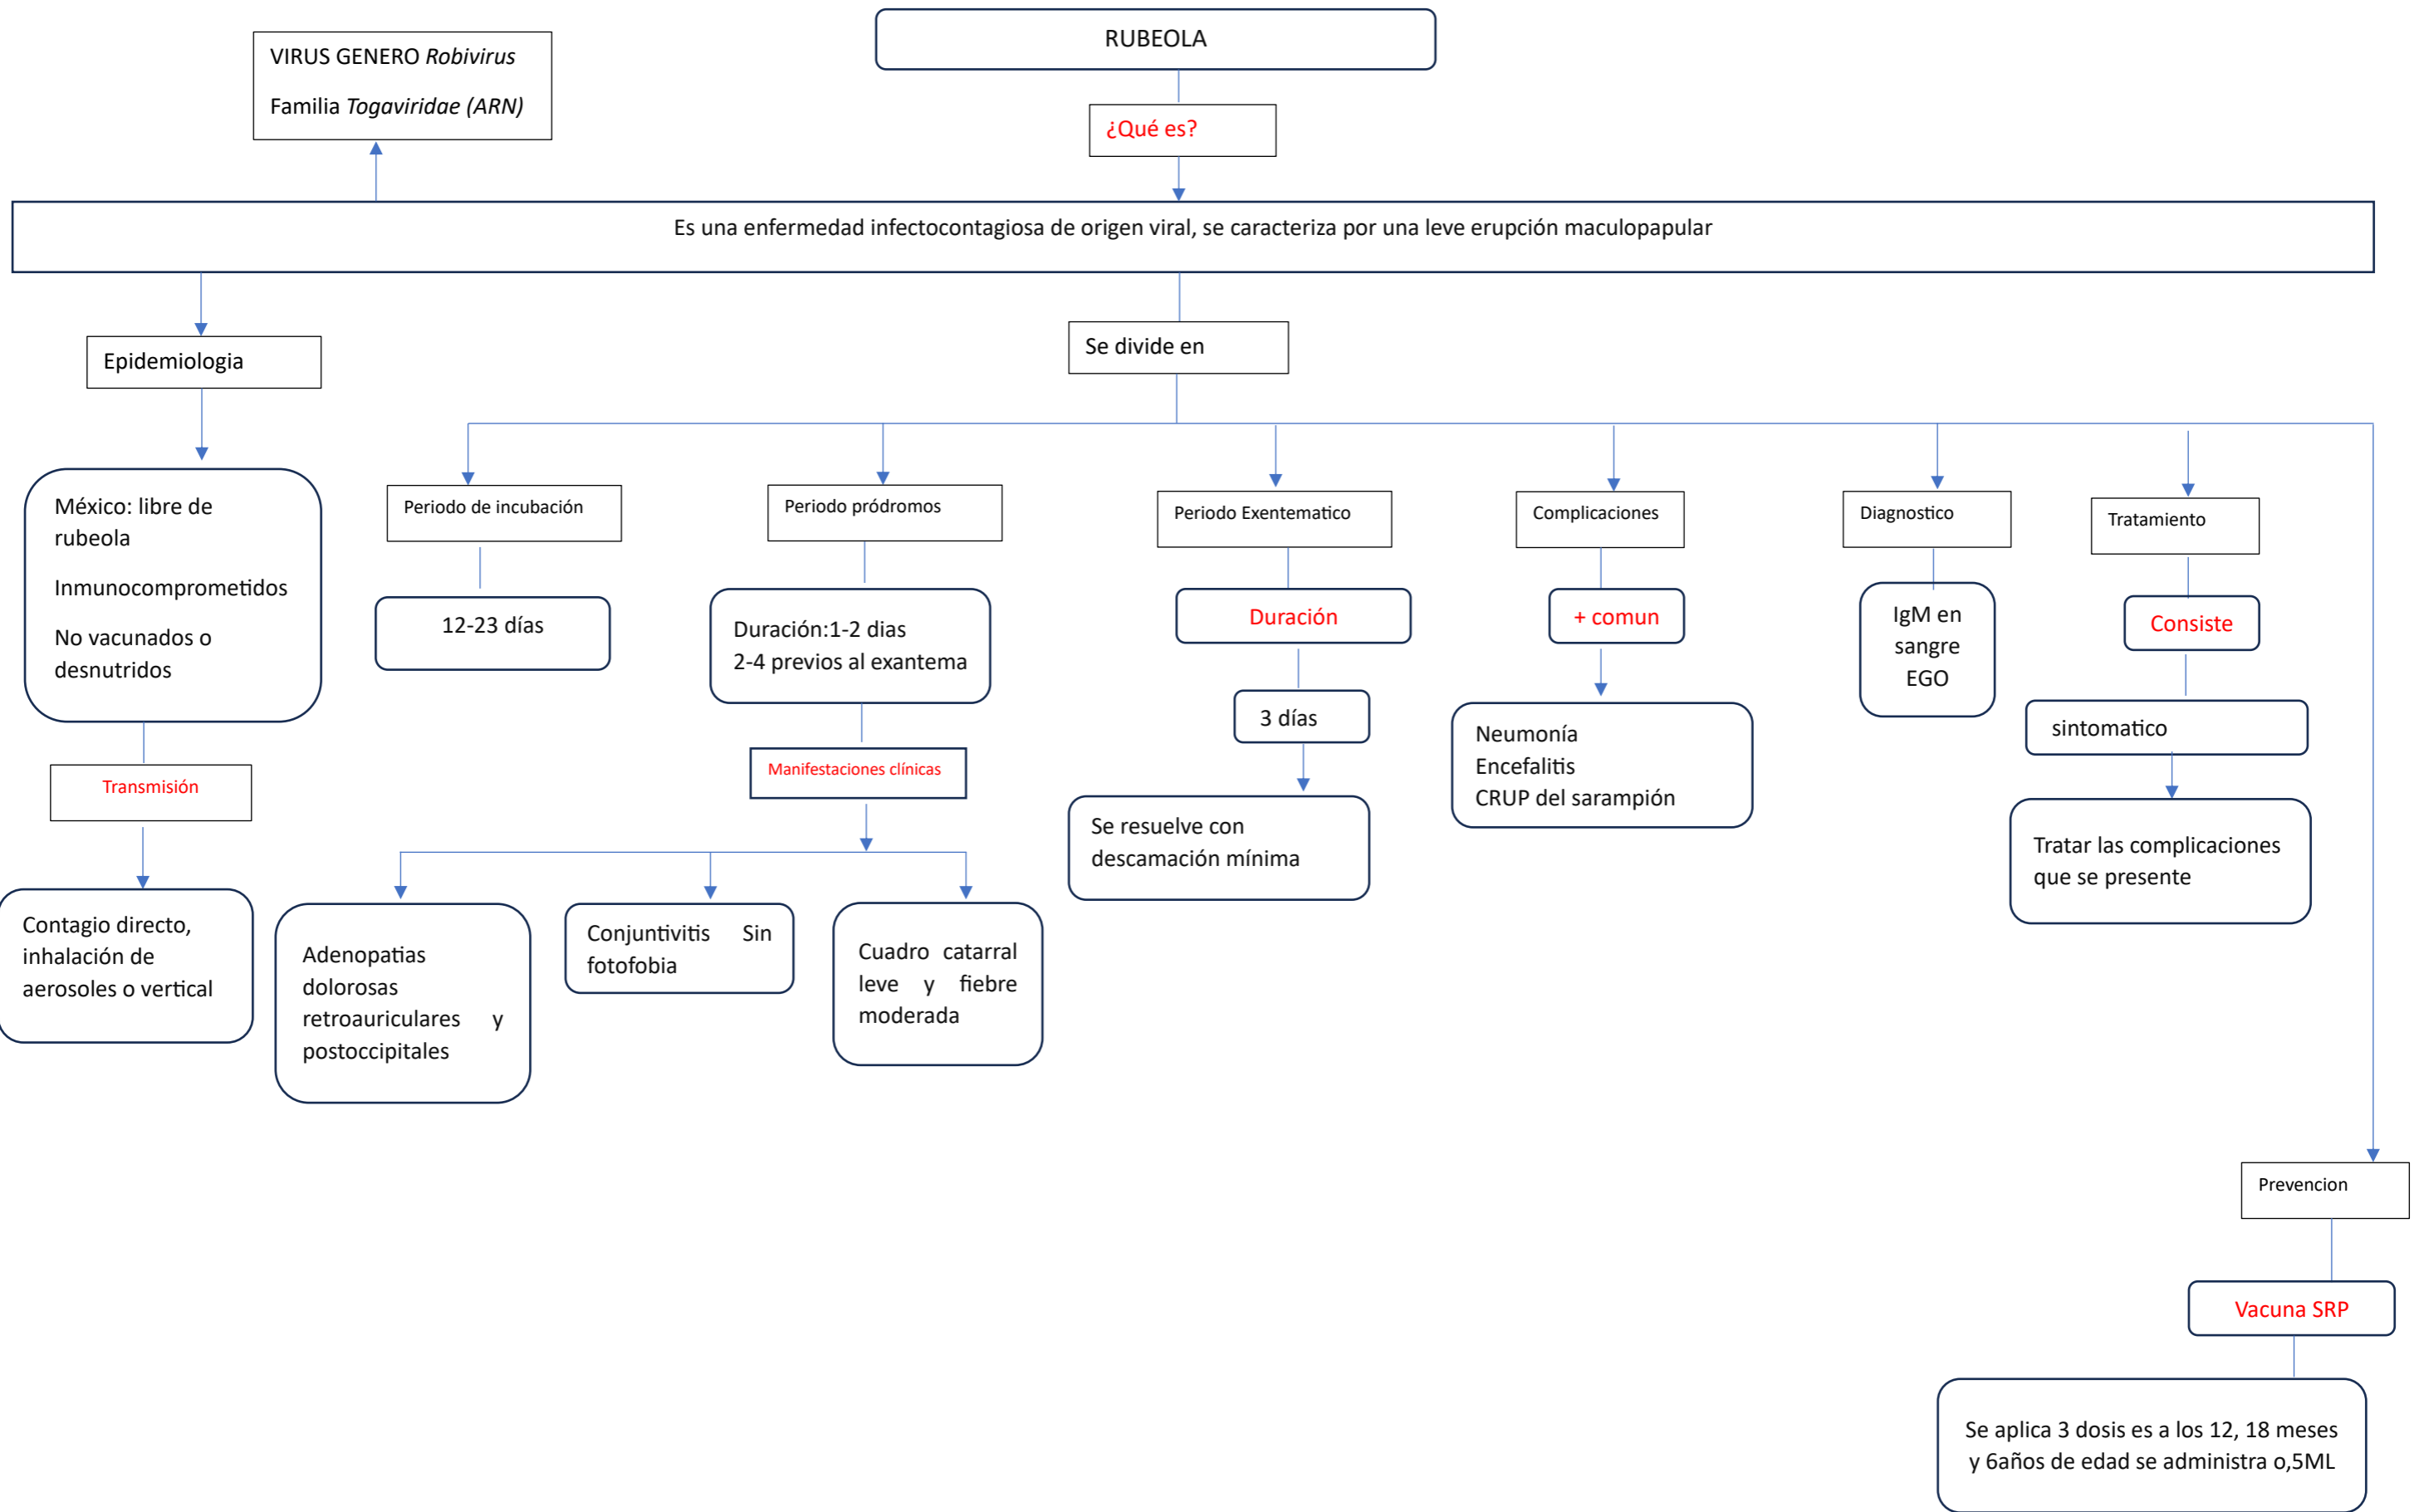 RUBEOLA
VIRUS GENERO Robivirus
Familia Togaviridae (ARN)
¿Qué es?
Es una enfermedad infectocontagiosa de origen viral, se caracteriza por una leve erupción maculopapular
Epidemiologia
Se divide en
México: libre de
rubeola
Inmunocomprometidos
No vacunados o
desnutridos
Transmisión
Contagio directo,
inhalación de
aerosoles o vertical
Periodo de incubación
12-23 días
Periodo pródromos
Duración:1-2 dias
2-4 previos al exantema
Manifestaciones clínicas
Adenopatias
dolorosas
retroauriculares y
postoccipitales
Conjuntivitis Sin
fotofobia
Cuadro catarral
leve y fiebre
moderada
Periodo Exentematico
Duración
3 días
Se resuelve con
descamación mínima
Complicaciones
+ comun
Neumonía
Encefalitis
CRUP del sarampión
Diagnostico
IgM en
sangre
EGO
Tratamiento
Consiste
sintomatico
Tratar las complicaciones
que se presente
Prevencion
Vacuna SRP
Se aplica 3 dosis es a los 12, 18 meses
y 6años de edad se administra o,5ML